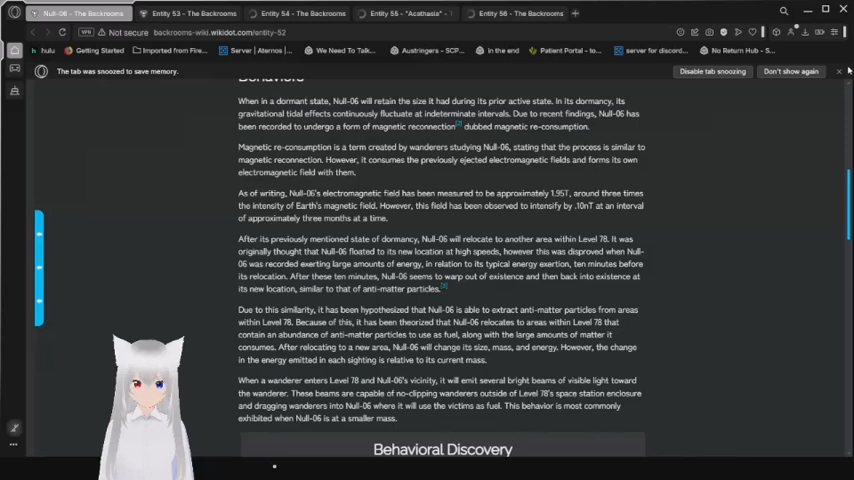 Null-06 - The Backrooms
Entity 53 - The Backrooms
Entity 54 - The Backrooms
Entity 55 - "Acathasia" - T
Entity 56 - The Backrooms
Not secure backrooms-wiki.wikidot.com/entity-52
hulu Getting Started Imported from Fire... Server | Aternos |... We Need To Talk... Austringers - SCP... in the end Patient Portal - to... server for discord... No Return Hub - Th
The tab was snoozed to save memory.
Disable tab snoozing
Don't show again
Behaviors
When in a dormant state, Null-06 will retain the size it had during its prior active state. In its dormancy, its
gravitational tidal effects continuously fluctuate at indeterminate intervals. Due to recent findings, Null-06 has
been recorded to undergo a form of magnetic reconnection[2] dubbed magnetic re-consumption.
Magnetic re-consumption is a term created by wanderers studying Null-06, stating that the process is similar to
magnetic reconnection. However, it consumes the previously ejected electromagnetic fields and forms its own
electromagnetic field with them.
As of writing, Null-06's electromagnetic field has been measured to be approximately 1.95T, around three times
the intensity of Earth's magnetic field. However, this field has been observed to intensify by .10nT at an interval
of approximately three months at a time.
After its previously mentioned state of dormancy, Null-06 will relocate to another area within Level 78. It was
originally thought that Null-06 floated to its new location at high speeds, however this was disproved when Null-
06 was recorded exerting large amounts of energy, in relation to its typical energy exertion, ten minutes before
its relocation. After these ten minutes, Null-06 seems to warp out of existence and then back into existence at
its new location, similar to that of anti-matter particles.[3]
Due to this similarity, it has been hypothesized that Null-06 is able to extract anti-matter particles from areas
within Level 78. Because of this, it has been theorized that Null-06 relocates to areas within Level 78 that
contain an abundance of anti-matter particles to use as fuel, along with the large amounts of matter it
consumes. After relocating to a new area, Null-06 will change its size, mass, and energy. However, the change
in the energy emitted in each sighting is relative to its current mass.
When a wanderer enters Level 78 and Null-06's vicinity, it will emit several bright beams of visible light toward
the wanderer. These beams are capable of no-clipping wanderers outside of Level 78's space station enclosure
and dragging wanderers into Null-06 where it will use the victims as fuel. This behavior is most commonly
exhibited when Null-06 is at a smaller mass.
Behavioral Discovery